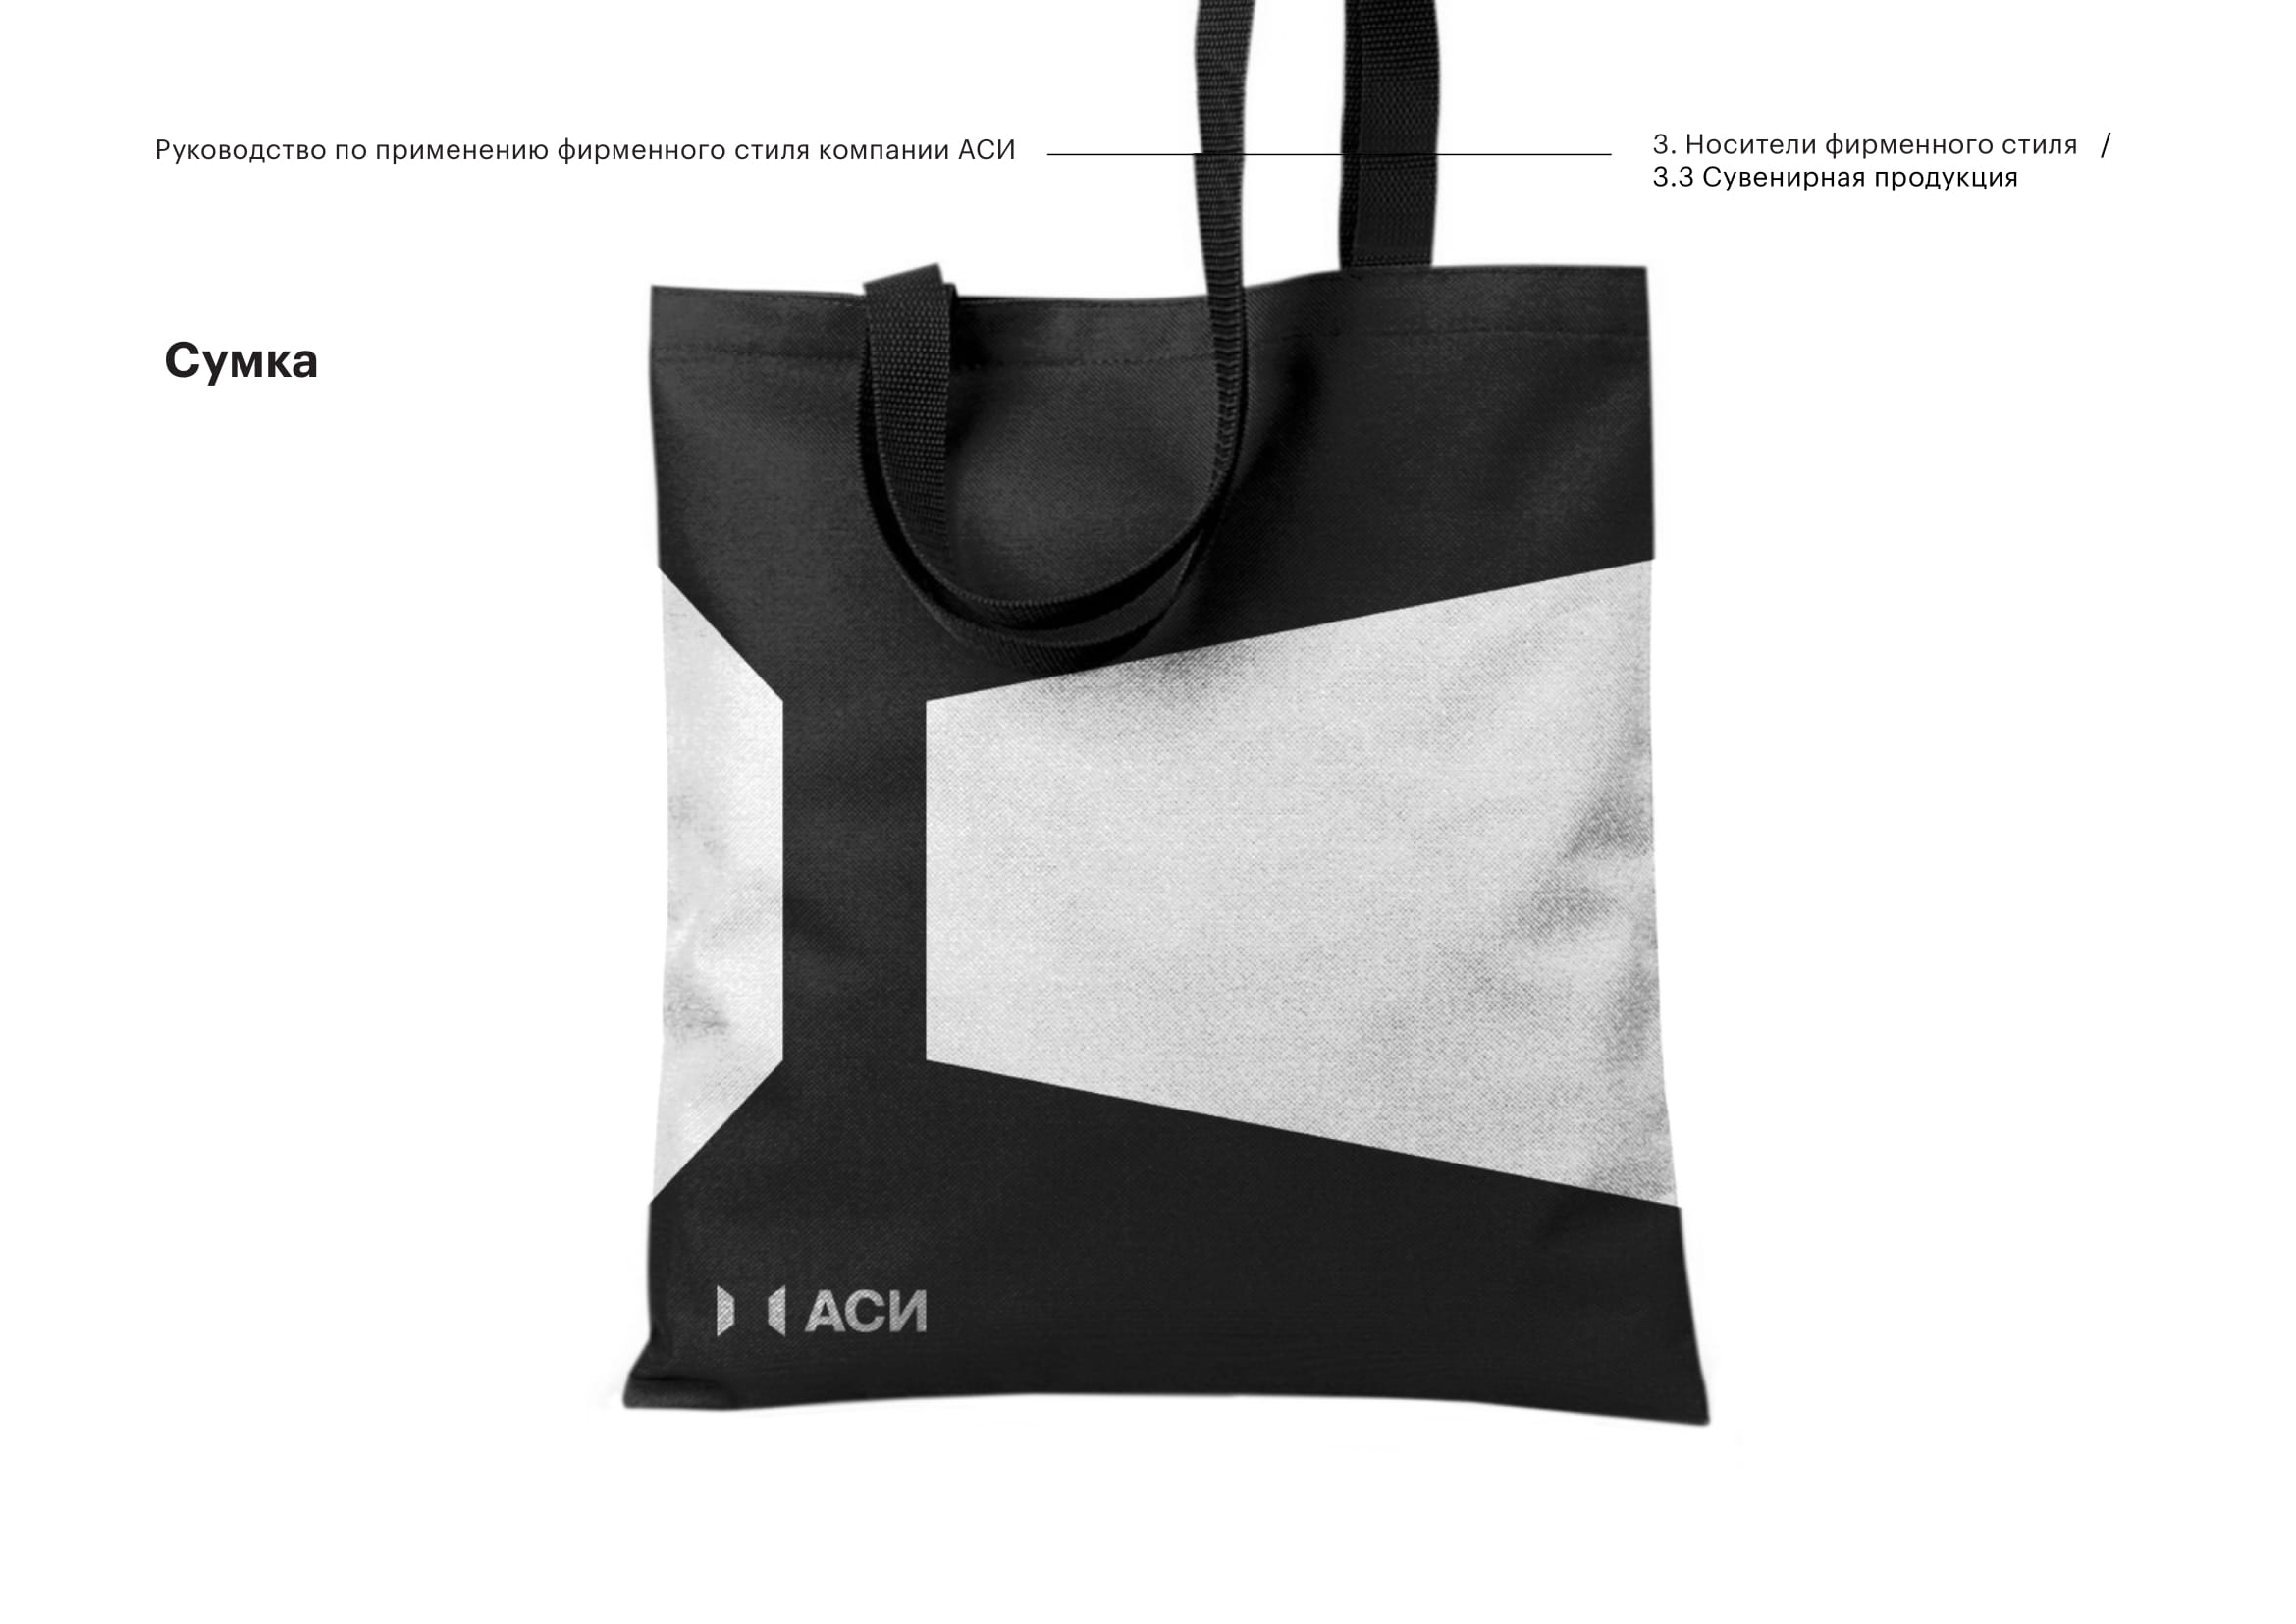 Руководство по применению фирменного стиля компании АСИ
3. Носители фирменного стиля /
3.3 Сувенирная продукция
Сумка
АСИ